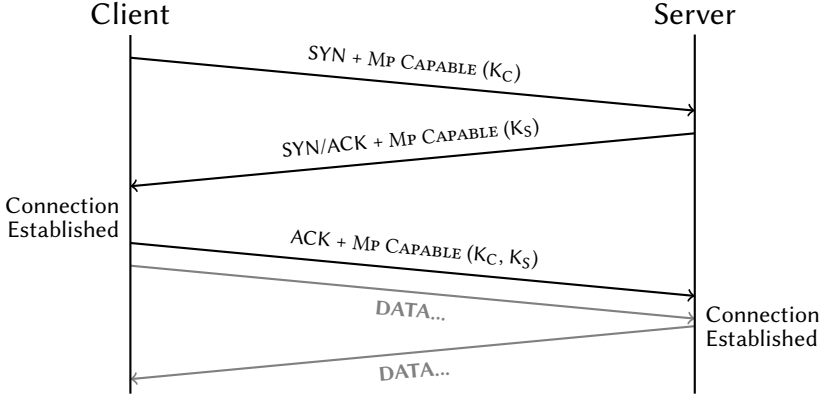 Client
Server
SYN + Mp Capable (KC)
SYN/ACK + Mp Capable (KS)
Connection
Established
ACK + Mp Capable (KC, KS)
DATA...
Connection
Established
DATA...